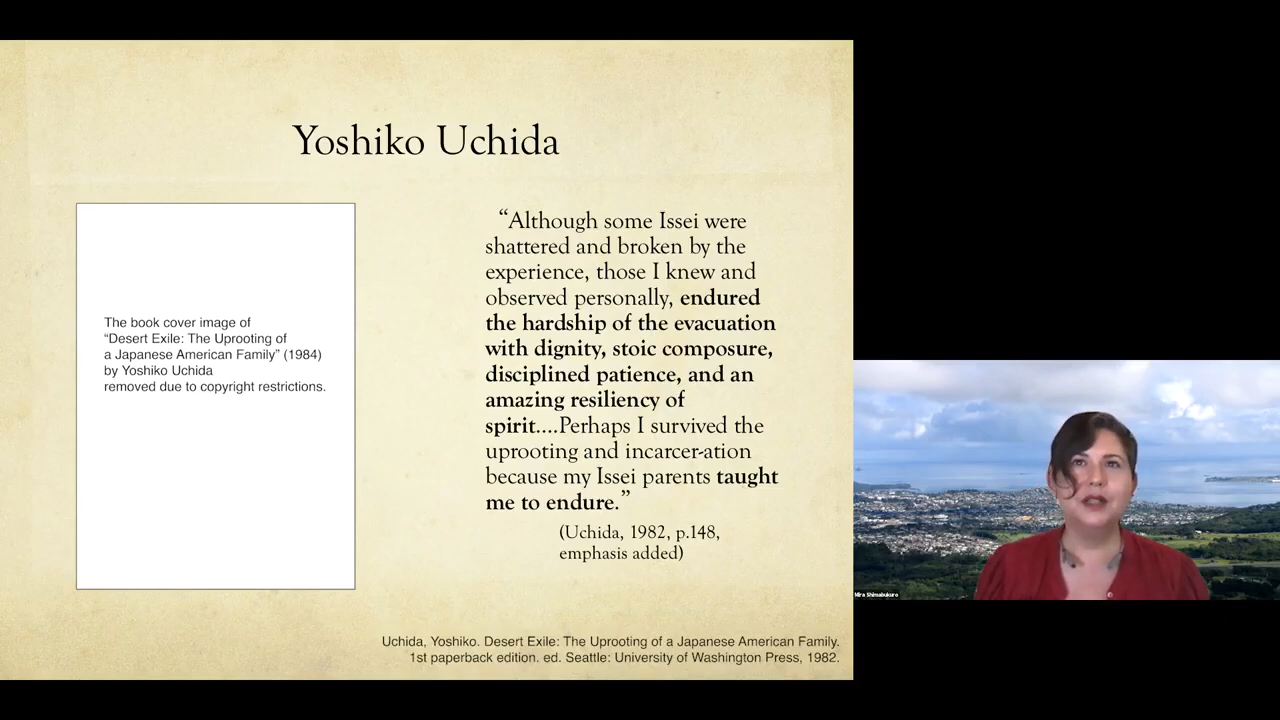 Yoshiko Uchida
The book cover image of
“Desert Exile: The Uprooting of
a Japanese American Family” (1984)
by Yoshiko Uchida
removed due to copyright restrictions.
“Although some Issei were
shattered and broken by the
experience, those I knew and
observed personally, endured
the hardship of the evacuation
with dignity, stoic composure,
disciplined patience, and an
amazing resiliency of
spirit....Perhaps I survived the
uprooting and incarcer-ation
because my Issei parents taught
me to endure.”
(Uchida, 1982, p.148,
emphasis added)
Uchida, Yoshiko. Desert Exile: The Uprooting of a Japanese American Family.
1st paperback edition. ed. Seattle: University of Washington Press, 1982.
Mira Shimabukuro